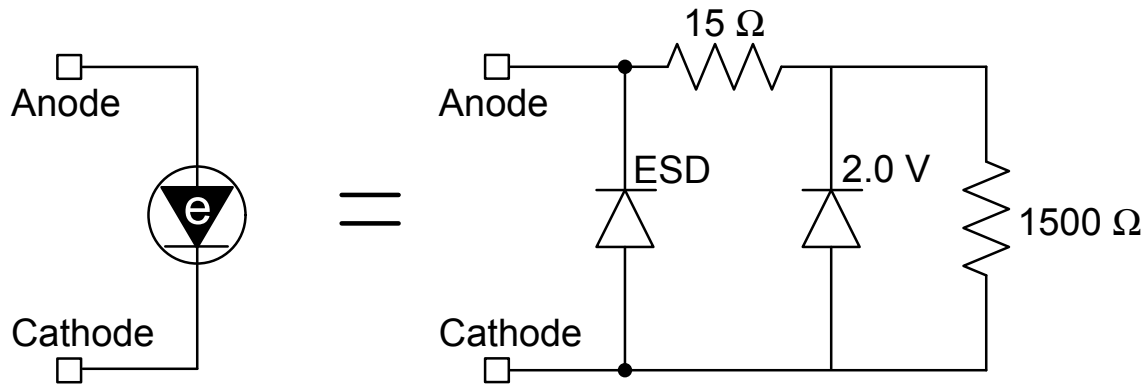 15 Ω
Anode
Anode
ESD
2.0 V
e
1500 Ω
Cathode
Cathode